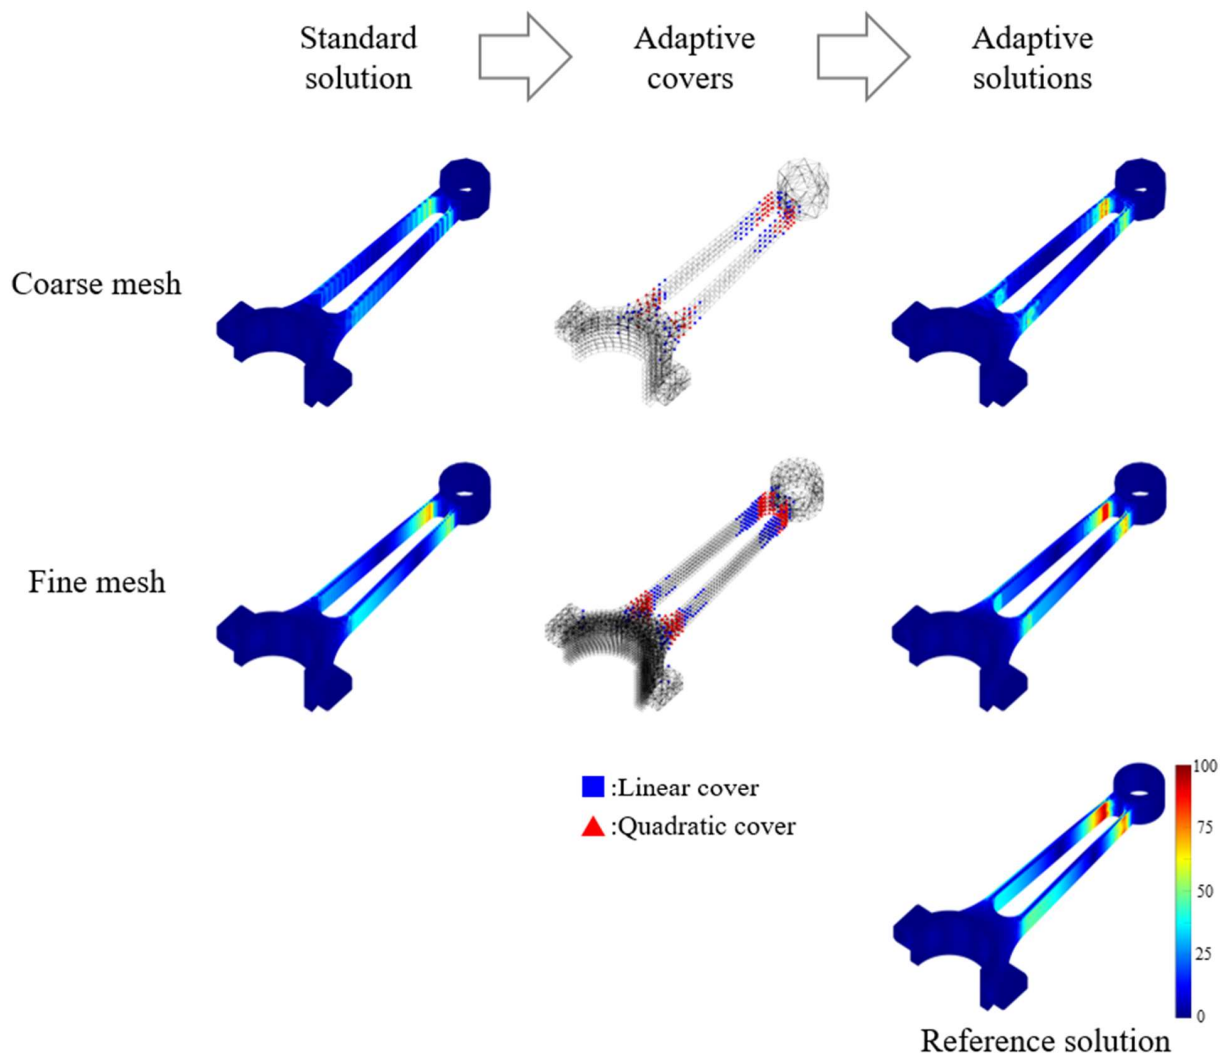 Standard
solution
Adaptive
covers
Adaptive
solutions
Coarse mesh
Fine mesh
:Linear cover
:Quadratic cover
100
75
50
25
0
Reference solution